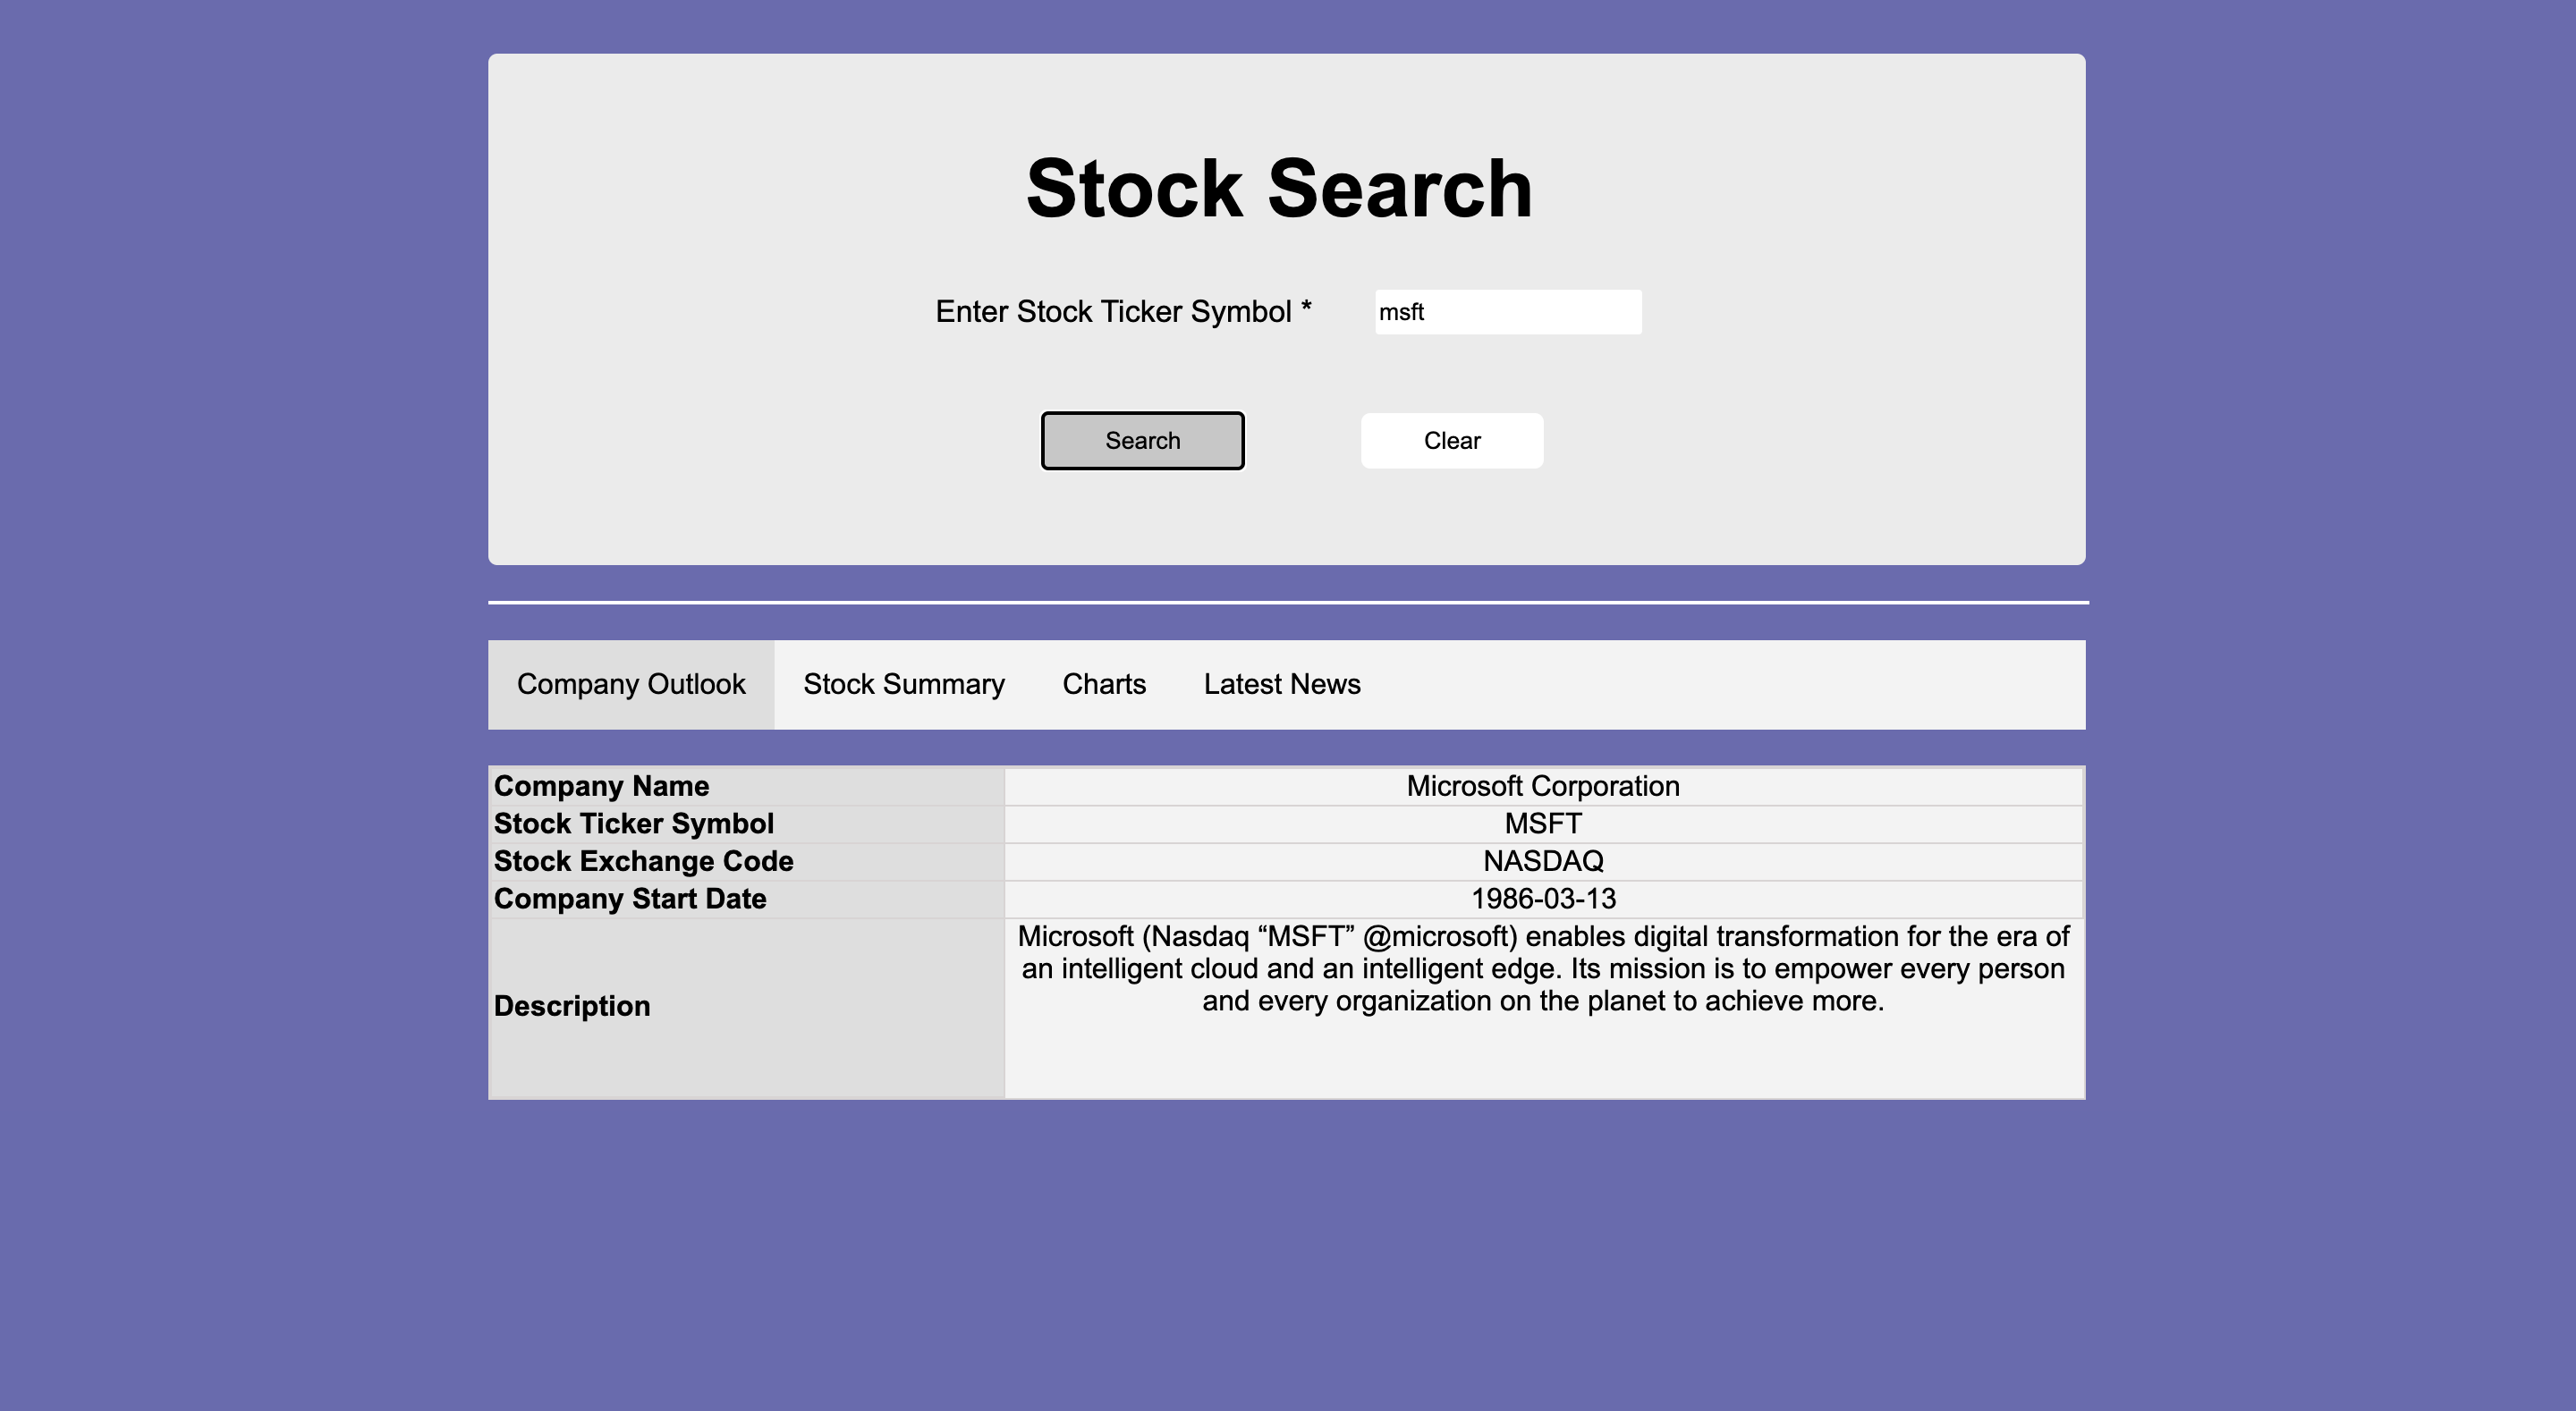 Stock Search
Enter Stock Ticker Symbol *
msft
Search
Clear
Company Outlook
Stock Summary
Charts
Latest News
Company Name
Microsoft Corporation
Stock Ticker Symbol
MSFT
Stock Exchange Code
NASDAQ
Company Start Date
1986-03-13
Description
Microsoft (Nasdaq “MSFT” @microsoft) enables digital transformation for the era of
an intelligent cloud and an intelligent edge. Its mission is to empower every person
and every organization on the planet to achieve more.